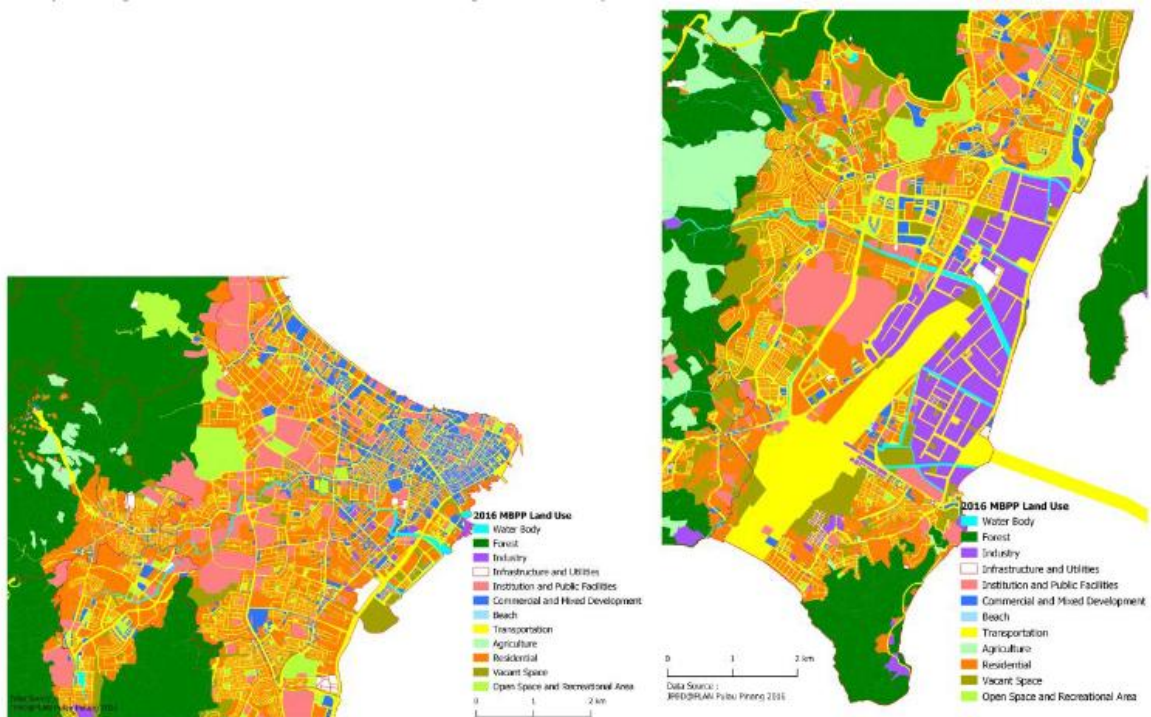 2016 MBPP Land Use
Water Body
Forest
Industry
Infrastructure and Utilities
Institution and Public Facilities
Commercial and Mixed Development
Beach
Transportation
Agriculture
Residential
Vacant Space
Open Space and Recreational Area
0 1 2 km
2016 MBPP Land Use
Water Body
Forest
Industry
Infrastructure and Utilities
Institution and Public Facilities
Commercial and Mixed Development
Beach
Transportation
Agriculture
Residential
Vacant Space
Open Space and Recreational Area
0 1 2 km
Data Source :
JPBD@PLAN Pulau Pinang 2016